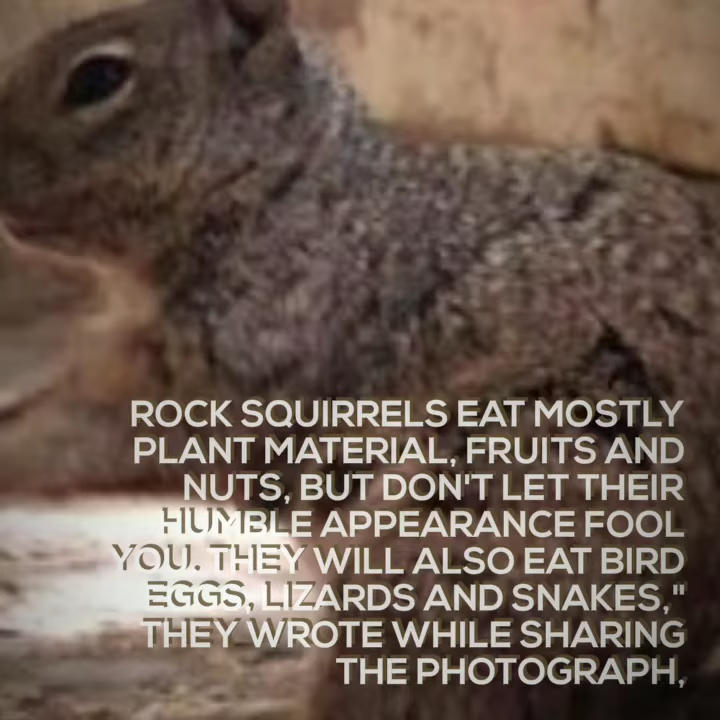 ROCK SQUIRRELS EAT MOSTLY
PLANT MATERIAL, FRUITS AND
NUTS, BUT DON'T LET THEIR
HUMBLE APPEARANCE FOOL
YOU. THEY WILL ALSO EAT BIRD
EGGS, LIZARDS AND SNAKES,"
THEY WROTE WHILE SHARING
THE PHOTOGRAPH,